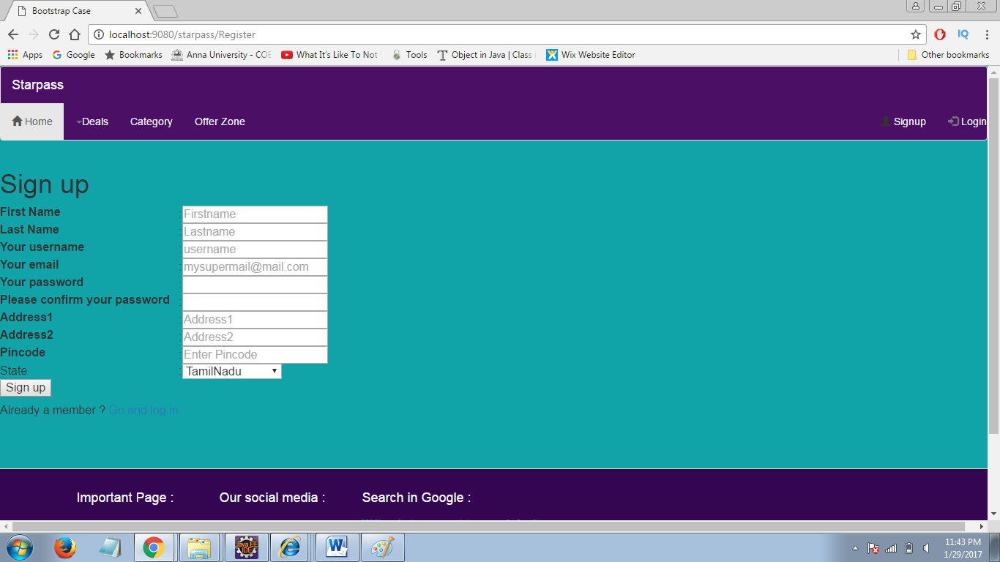 Bootstrap Case
localhost:9080/starpass/Register
Apps Google Bookmarks Anna University - COE What It's Like To Not Tools Object in Java | Class Wix Website Editor Other bookmarks
Starpass
Home Deals Category Offer Zone Signup Login
Sign up
First Name : Firstname
Last Name : Lastname
Your username : username
Your email : mysupermail@mail.com
Your password :
Please confirm your password :
Address1 : Address1
Address2 : Address2
Pincode : Enter Pincode
State : TamilNadu
Sign up
Already a member ? Go and log in
Important Page : Our social media : Search in Google :
Java EE
IDE
11:43 PM
1/29/2017